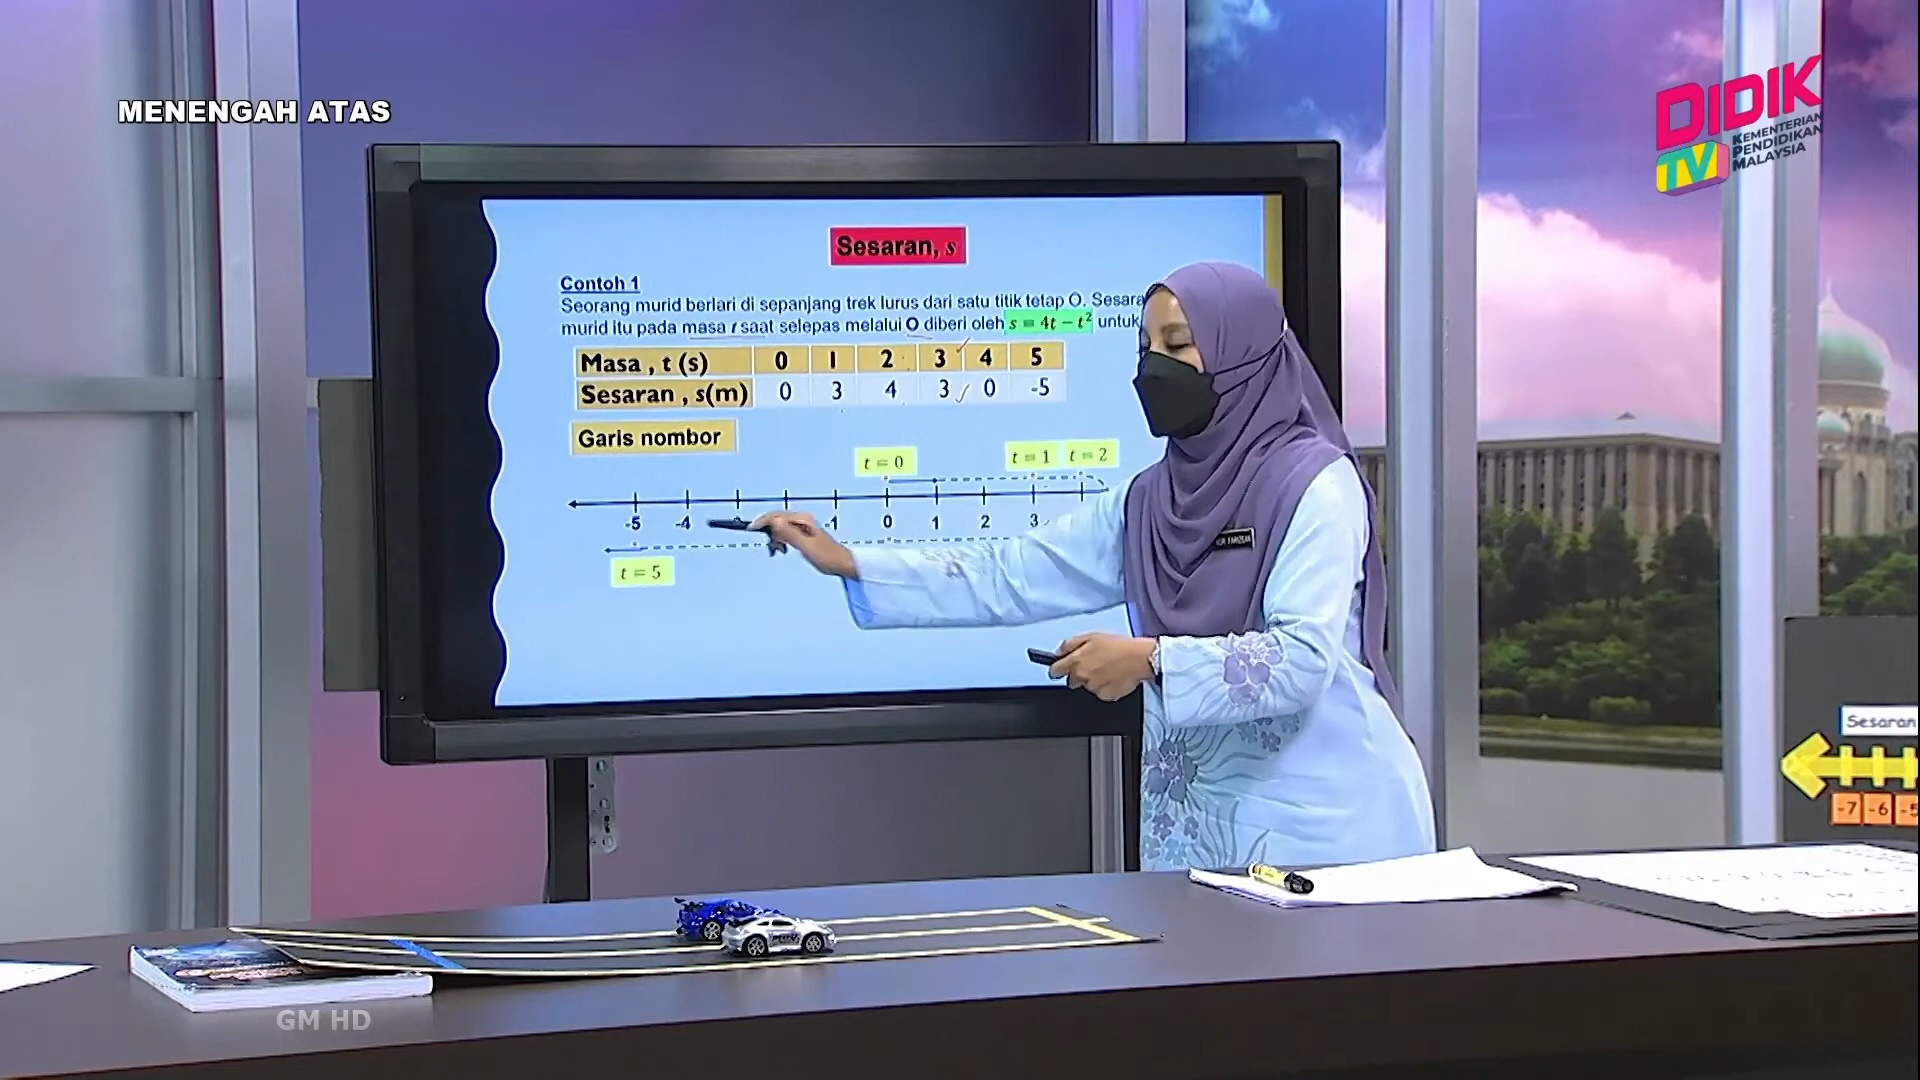 MENENGAH ATAS
DIDIK
TV
KEMENTERIAN
PENDIDIKAN
MALAYSIA
Sesaran, s
Contoh 1
Seorang murid berlari di sepanjang trek lurus dari satu titik tetap O. Sesara
murid itu pada masa t saat selepas melalui O diberi oleh s = 4t − t² untuk
Masa , t (s) 0 1 2 3 4 5
Sesaran , s(m) 0 3 4 3 0 -5
Garis nombor
t = 0 t = 1 t = 2
-5 -4 -1 0 1 2 3
t = 5
Sesaran
-7 -6 -5
GM HD